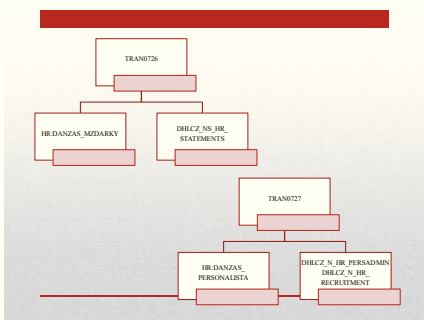 TRAN0726
HR:DANZAS_MZDARKY
DHLCZ_NS_HR_
STATEMENTS
TRAN0727
HR:DANZAS_
PERSONALISTA
DHLCZ_N_HR_PERSADMIN
DHLCZ_N_HR_
RECRUITMENT